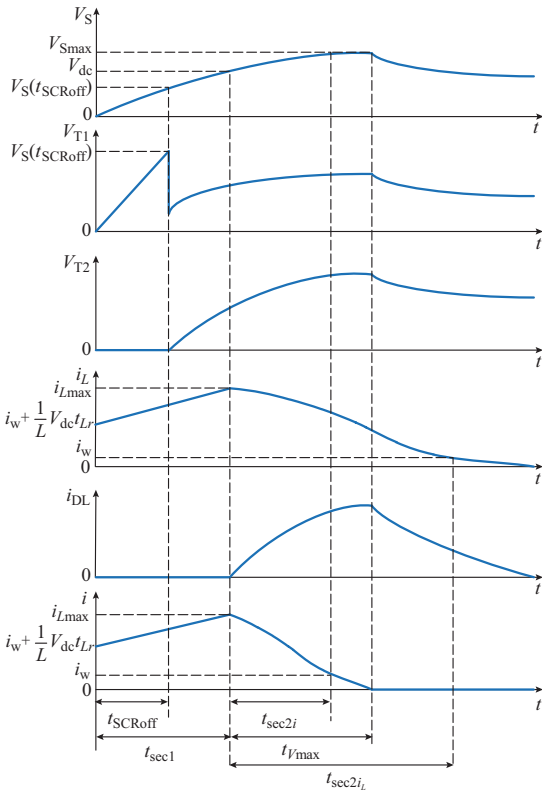 V_S
V_Smax
V_dc
V_S(t_SCRoff)
0
t
V_T1
V_S(t_SCRoff)
0
t
V_T2
0
t
i_L
i_Lmax
i_w + 1/L V_dc t_Lr
i_w
0
t
i_DL
0
t
i
i_Lmax
i_w + 1/L V_dc t_Lr
i_w
0
t
t_SCRoff
t_sec2i
t_sec1
t_Vmax
t_sec2i_L